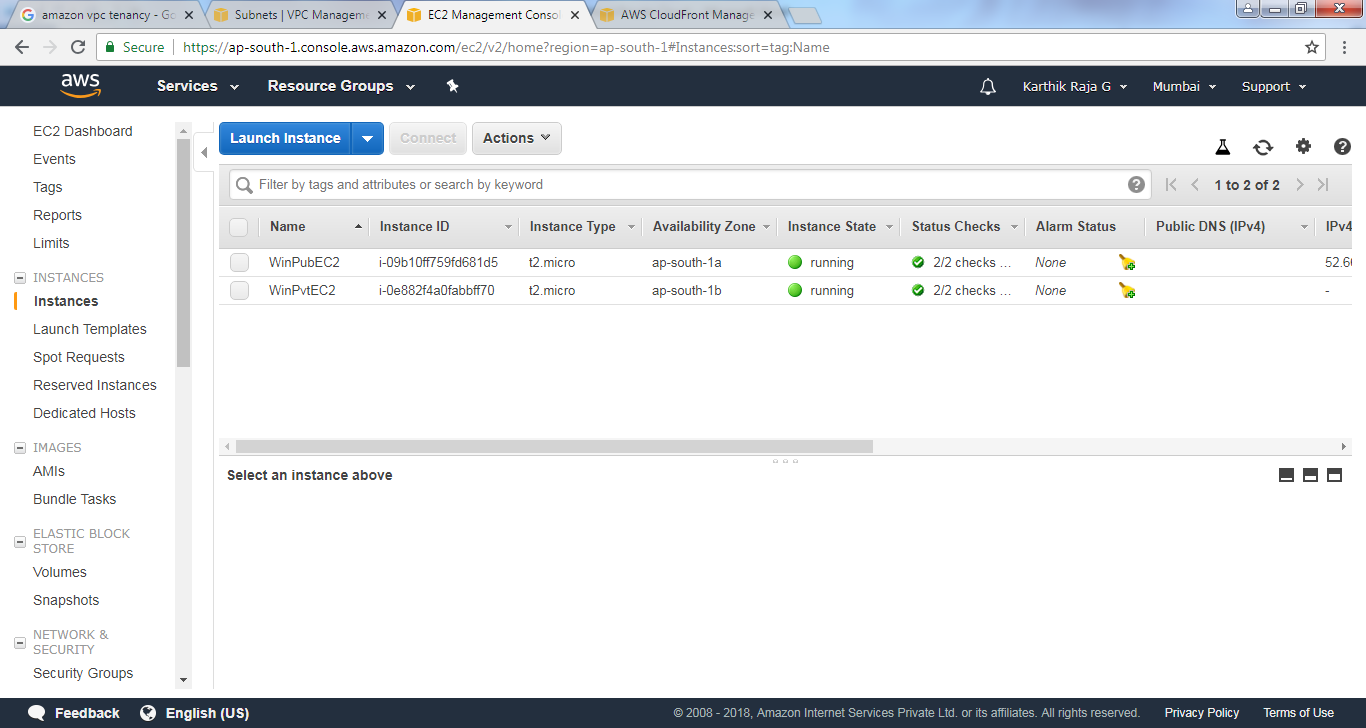 amazon vpc tenancy - Go
Subnets | VPC Manageme
EC2 Management Consol
AWS CloudFront Manage
Secure https://ap-south-1.console.aws.amazon.com/ec2/v2/home?region=ap-south-1#Instances:sort=tag:Name
aws Services Resource Groups Karthik Raja G Mumbai Support
EC2 Dashboard
Events
Tags
Reports
Limits
INSTANCES
Instances
Launch Templates
Spot Requests
Reserved Instances
Dedicated Hosts
IMAGES
AMIs
Bundle Tasks
ELASTIC BLOCK
STORE
Volumes
Snapshots
NETWORK &
SECURITY
Security Groups
Launch Instance Connect Actions
Filter by tags and attributes or search by keyword 1 to 2 of 2
Name Instance ID Instance Type Availability Zone Instance State Status Checks Alarm Status Public DNS (IPv4) IPv4
WinPubEC2 i-09b10ff759fd681d5 t2.micro ap-south-1a running 2/2 checks ... None 52.6
WinPvtEC2 i-0e882f4a0fabbff70 t2.micro ap-south-1b running 2/2 checks ... None -
Select an instance above
Feedback English (US) © 2008 - 2018, Amazon Internet Services Private Ltd. or its affiliates. All rights reserved. Privacy Policy Terms of Use